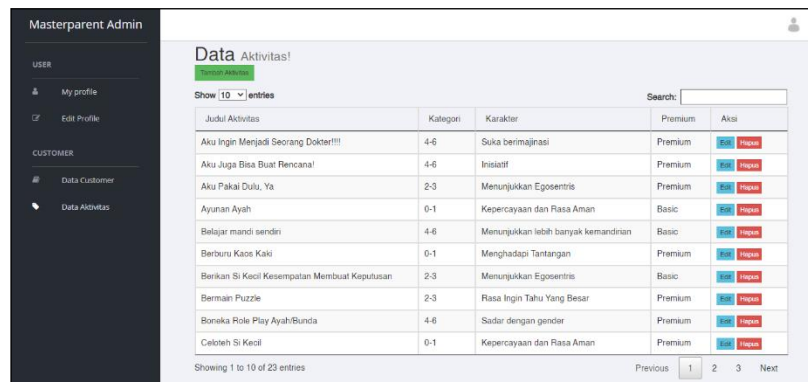 Masterparent Admin
USER
My profile
Edit Profile
CUSTOMER
Data Customer
Data Aktivitas
Data Aktivitas!
Tambah Aktivitas
Show 10 entries
Search:
Judul Aktivitas Kategori Karakter Premium Aksi
Aku Ingin Menjadi Seorang Dokter!!!! 4-6 Suka berimajinasi Premium Edit Hapus
Aku Juga Bisa Buat Rencana! 4-6 Inisiatif Premium Edit Hapus
Aku Pakai Dulu, Ya 2-3 Menunjukkan Egosentris Premium Edit Hapus
Ayunan Ayah 0-1 Kepercayaan dan Rasa Aman Basic Edit Hapus
Belajar mandi sendiri 4-6 Menunjukkan lebih banyak kemandirian Basic Edit Hapus
Berburu Kaos Kaki 0-1 Menghadapi Tantangan Premium Edit Hapus
Berikan Si Kecil Kesempatan Membuat Keputusan 2-3 Menunjukkan Egosentris Basic Edit Hapus
Bermain Puzzle 2-3 Rasa Ingin Tahu Yang Besar Premium Edit Hapus
Boneka Role Play Ayah/Bunda 4-6 Sadar dengan gender Premium Edit Hapus
Celoteh Si Kecil 0-1 Kepercayaan dan Rasa Aman Premium Edit Hapus
Showing 1 to 10 of 23 entries
Previous 1 2 3 Next